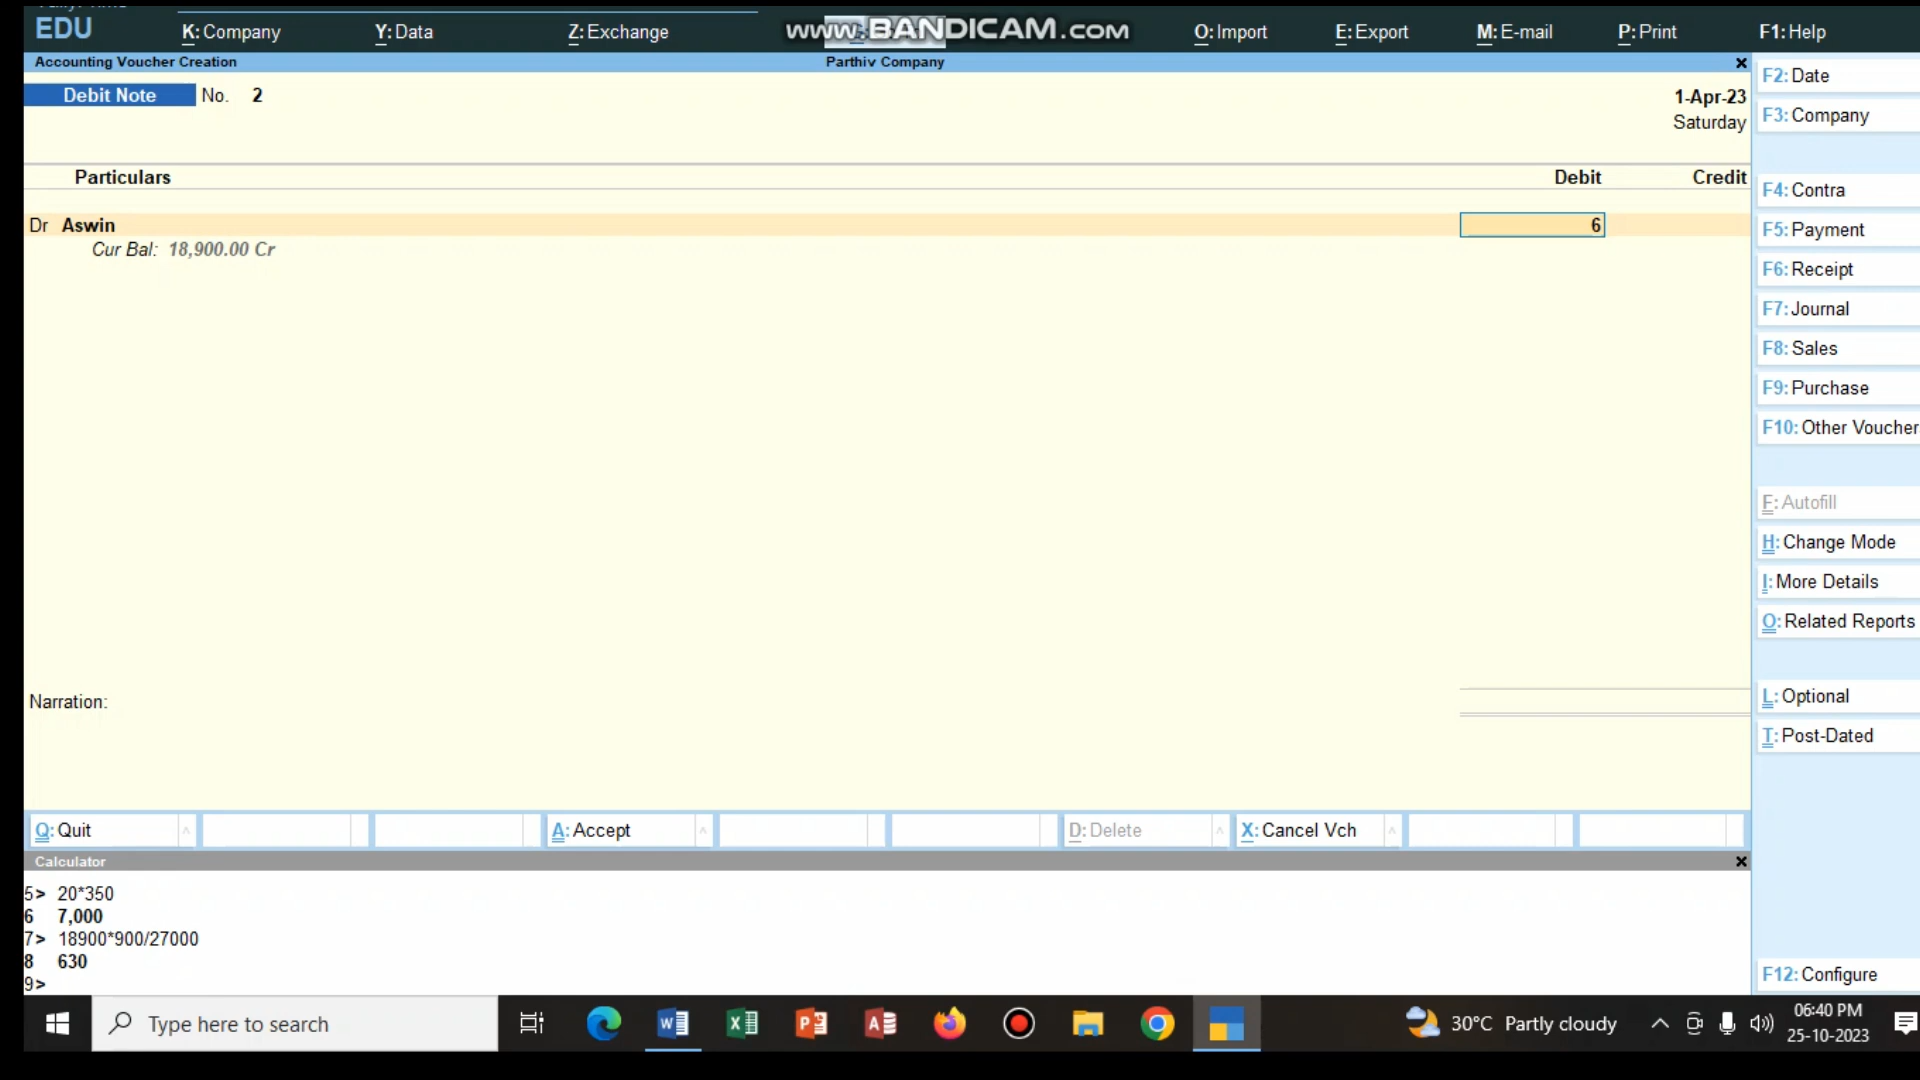 EDU
K: Company
Y: Data
Z: Exchange
www.BANDICAM.com
O: Import
E: Export
M: E-mail
P: Print
F1: Help
Accounting Voucher Creation
Parthiv Company
Debit Note No. 2
1-Apr-23
Saturday
Particulars
Debit
Credit
Dr Aswin
6
Cur Bal: 18,900.00 Cr
Narration:
F2: Date
F3: Company
F4: Contra
F5: Payment
F6: Receipt
F7: Journal
F8: Sales
F9: Purchase
F10: Other Voucher
F: Autofill
H: Change Mode
I: More Details
O: Related Reports
L: Optional
T: Post-Dated
F12: Configure
Q: Quit
A: Accept
D: Delete
X: Cancel Vch
Calculator
5> 20*350
6 7,000
7> 18900*900/27000
8 630
9>
Type here to search
30°C Partly cloudy
06:40 PM
25-10-2023